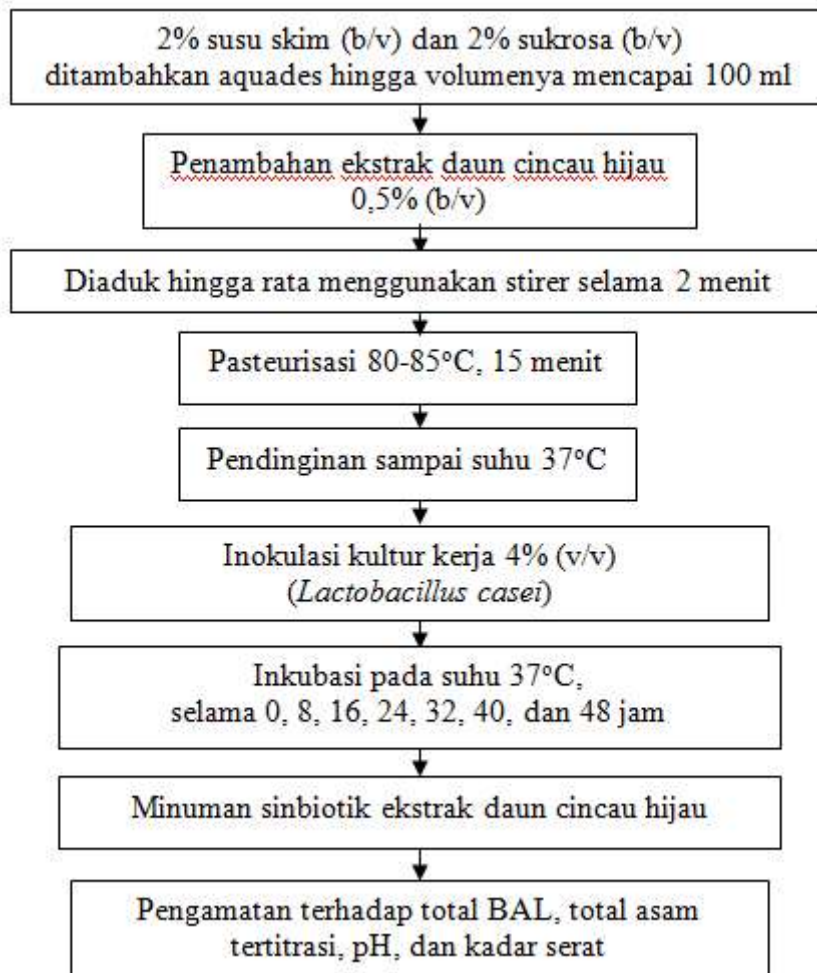 2% susu skim (b/v) dan 2% sukrosa (b/v)
ditambahkan aquades hingga volumenya mencapai 100 ml
Penambahan ekstrak daun cincau hijau
0,5% (b/v)
Diaduk hingga rata menggunakan stirer selama 2 menit
Pasteurisasi 80-85°C, 15 menit
Pendinginan sampai suhu 37°C
Inokulasi kultur kerja 4% (v/v)
(Lactobacillus casei)
Inkubasi pada suhu 37°C,
selama 0, 8, 16, 24, 32, 40, dan 48 jam
Minuman sinbiotik ekstrak daun cincau hijau
Pengamatan terhadap total BAL, total asam
tertitrasi, pH, dan kadar serat